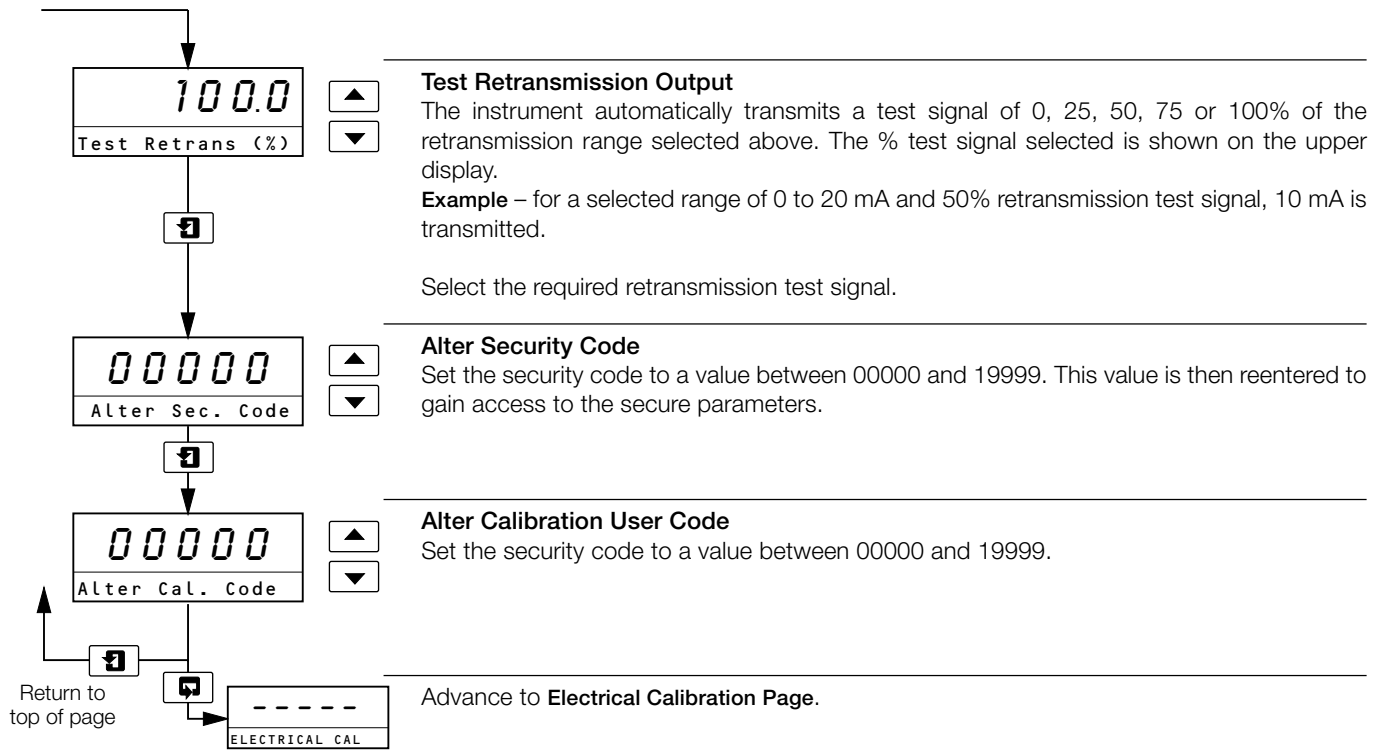 100.0
Test Retrans (%)
Test Retransmission Output
The instrument automatically transmits a test signal of 0, 25, 50, 75 or 100% of the
retransmission range selected above. The % test signal selected is shown on the upper
display.
Example – for a selected range of 0 to 20 mA and 50% retransmission test signal, 10 mA is
transmitted.
Select the required retransmission test signal.
00000
Alter Sec. Code
Alter Security Code
Set the security code to a value between 00000 and 19999. This value is then reentered to
gain access to the secure parameters.
00000
Alter Cal. Code
Alter Calibration User Code
Set the security code to a value between 00000 and 19999.
Return to
top of page
-----
ELECTRICAL CAL
Advance to Electrical Calibration Page.